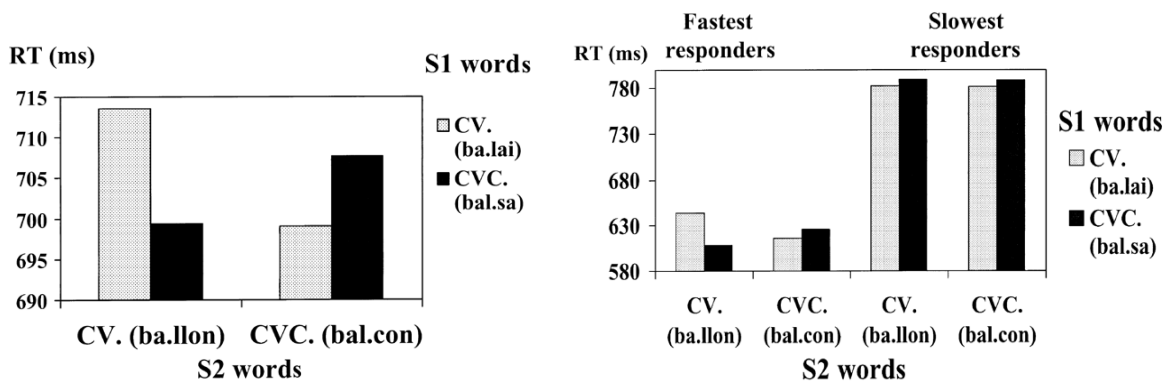 RT (ms)
S1 words
715
710
705
700
695
690
CV.
(ba.lai)
CVC.
(bal.sa)
CV. (ba.llon) CVC. (bal.con)
S2 words
Fastest responders
Slowest responders
RT (ms)
780
730
680
630
580
S1 words
CV.
(ba.lai)
CVC.
(bal.sa)
CV. CVC. CV. CVC.
(ba.llon) (bal.con) (ba.llon) (bal.con)
S2 words